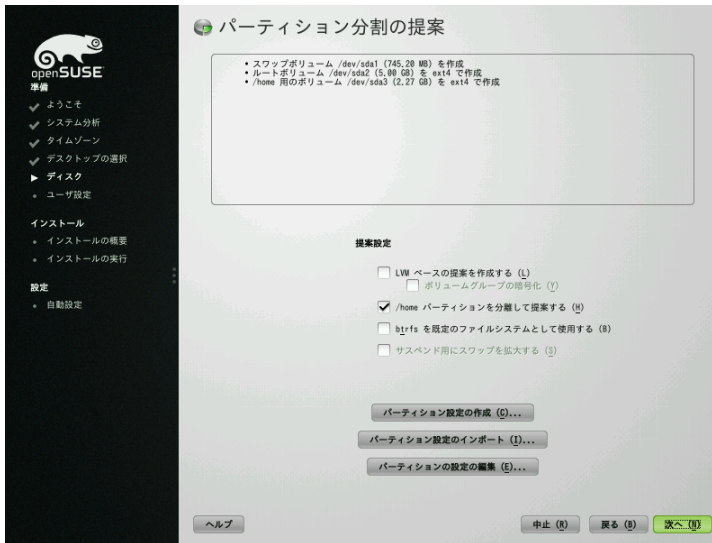 openSUSE
準備
ようこそ
システム分析
タイムゾーン
デスクトップの選択
ディスク
ユーザ設定
インストール
インストールの概要
インストールの実行
設定
自動設定
パーティション分割の提案
スワップボリューム /dev/sda1 (745.20 MB) を作成
ルートボリューム /dev/sda2 (5.00 GB) を ext4 で作成
/home 用のボリューム /dev/sda3 (2.27 GB) を ext4 で作成
提案設定
LVM ベースの提案を作成する (L)
ボリュームグループの暗号化 (Y)
/home パーティションを分離して提案する (H)
btrfs を既定のファイルシステムとして使用する (B)
サスペンド用にスワップを拡大する (S)
パーティション設定の作成 (C)...
パーティション設定のインポート (I)...
パーティションの設定の編集 (E)...
ヘルプ
中止 (R)
戻る (B)
次へ (N)